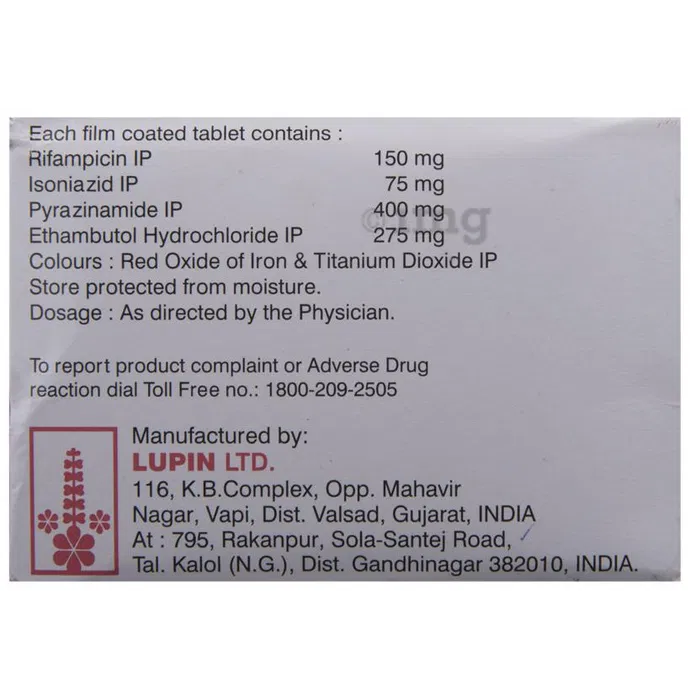 Each film coated tablet contains :
Rifampicin IP 150 mg
Isoniazid IP 75 mg
Pyrazinamide IP 400 mg
Ethambutol Hydrochloride IP 275 mg
Colours : Red Oxide of Iron & Titanium Dioxide IP
Store protected from moisture.
Dosage : As directed by the Physician.
To report product complaint or Adverse Drug
reaction dial Toll Free no.: 1800-209-2505
Manufactured by:
LUPIN LTD.
116, K.B.Complex, Opp. Mahavir
Nagar, Vapi, Dist. Valsad, Gujarat, INDIA
At : 795, Rakanpur, Sola-Santej Road,
Tal. Kalol (N.G.), Dist. Gandhinagar 382010, INDIA.